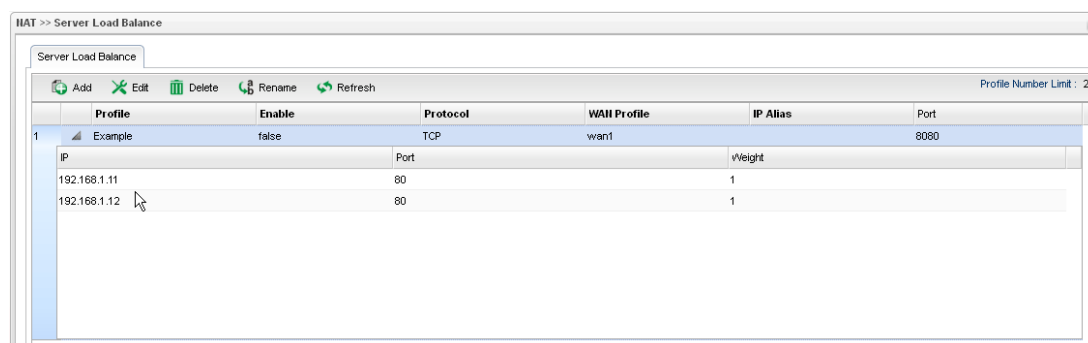 NAT >> Server Load Balance
Server Load Balance
Add Edit Delete Rename Refresh Profile Number Limit : 2
Profile Enable Protocol WAN Profile IP Alias Port
1 Example false TCP wan1 8080
IP Port Weight
192.168.1.11 80 1
192.168.1.12 80 1